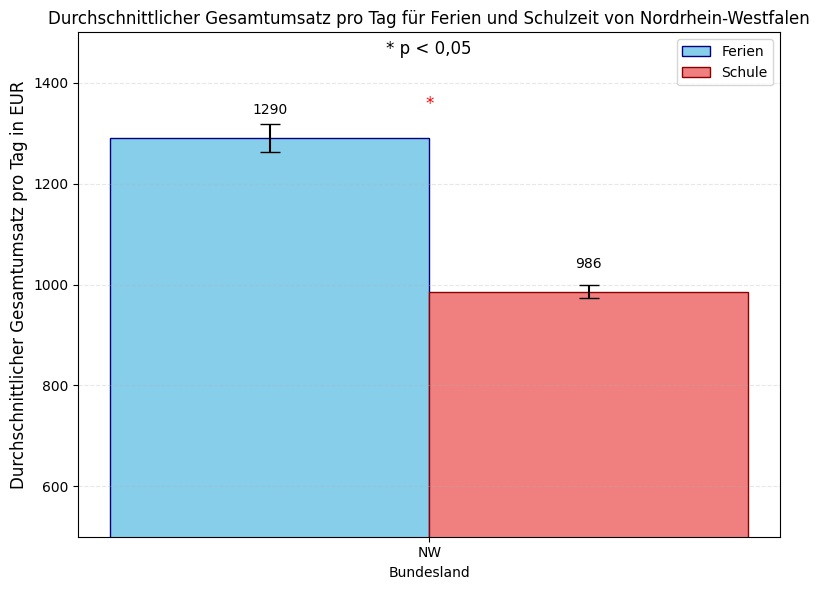 Durchschnittlicher Gesamtumsatz pro Tag für Ferien und Schulzeit von Nordrhein-Westfalen
* p < 0,05
Ferien
Schule
Durchschnittlicher Gesamtumsatz pro Tag in EUR
1400
1200
1000
800
600
1290
*
986
NW
Bundesland